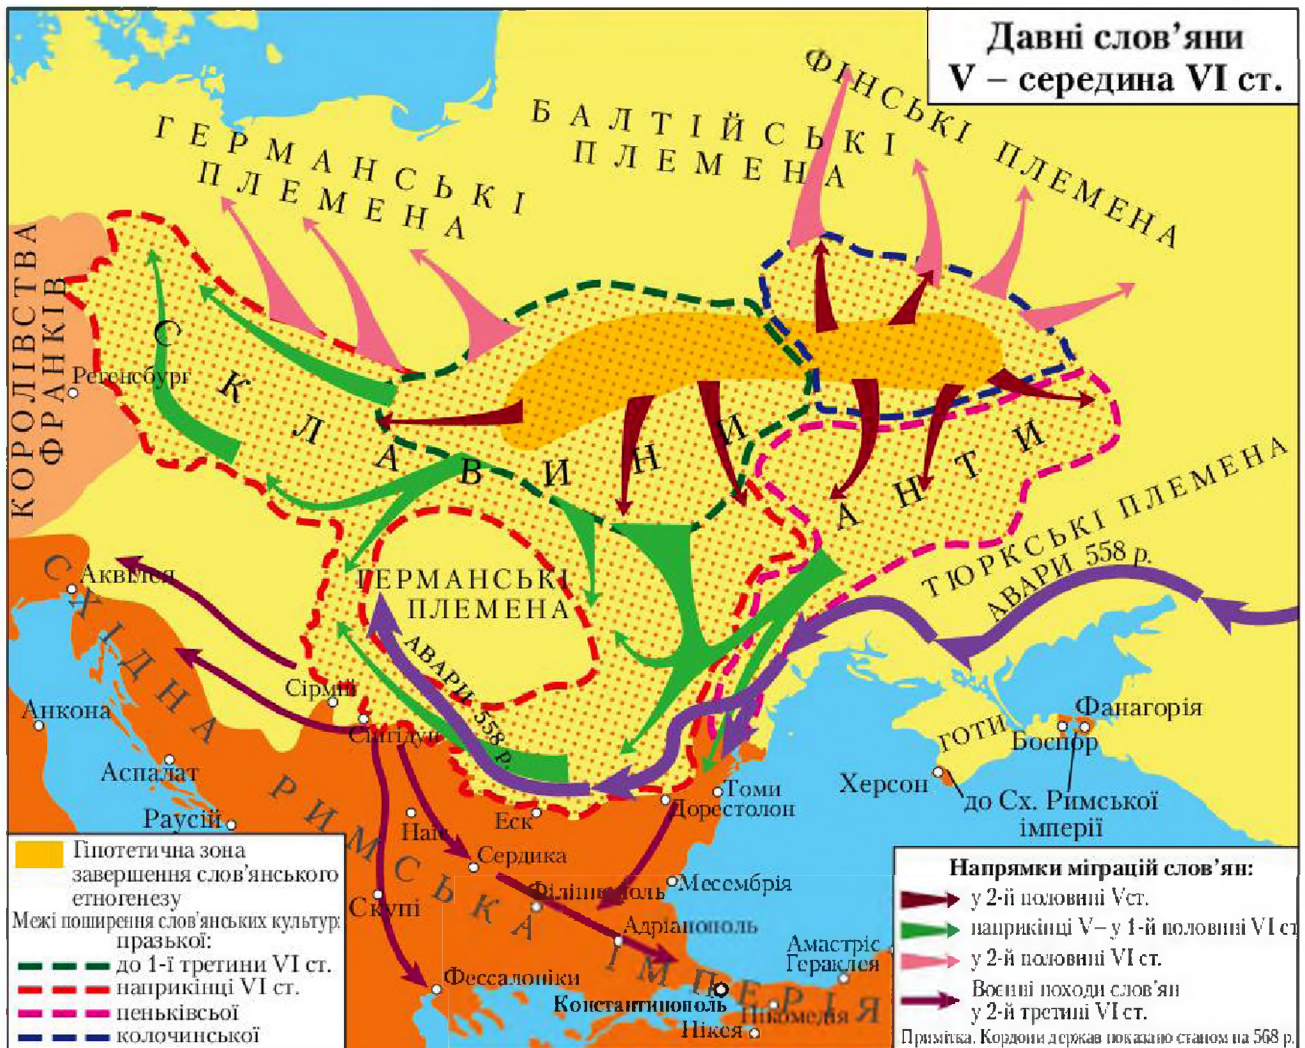 Давні слов’яни
V – середина VI ст.
ФІНСЬКІ ПЛЕМЕНА
БАЛТІЙСЬКІ
ПЛЕМЕНА
ГЕРМАНСЬКІ
ПЛЕМЕНА
КОРОЛІВСТВА
ФРАНКІВ
Регенсбург
СКЛАВИНИ
АНТИ
ТЮРКСЬКІ ПЛЕМЕНА
АВАРИ 558 р.
ГЕРМАНСЬКІ
ПЛЕМЕНА
АВАРИ 558 р.
СХІДНА РИМСЬКА ІМПЕРІЯ
Аквілея
Сірмій
Сінгідун
Анкона
Аспалат
Раусій
Наїс
Еск
Сердика
Скупі
Філіппополь
Адріанополь
Месемврія
Томи
Дорестолон
Фессалоніки
Константинополь
Нікомедія
Нікея
Амастріс
Гераклея
Херсон
ГОТИ
Боспор
Фанагорія
до Сх. Римської
імперії
Гіпотетична зона
завершення слов’янського
етногенезу
Межі поширення слов’янських культур:
празької:
до 1-ї третини VI ст.
наприкінці VI ст.
пеньківсьої
колочинської
Напрямки міграцій слов’ян:
у 2-й половині Vст.
наприкінці V– у 1-й половині VI ст
у 2-й половині VI ст.
Воєнні походи слов’ян
у 2-й третині VI ст.
Примітка. Кордони держав показано станом на 568 р.